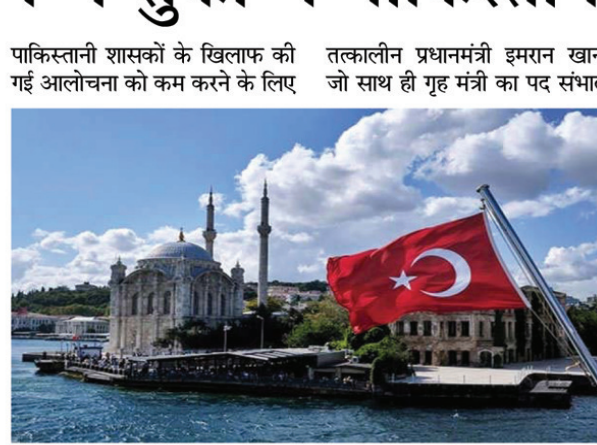 पाकिस्तानी शासकों के खिलाफ की
गई आलोचना को कम करने के लिए
तत्कालीन प्रधानमंत्री इमरान खान
जो साथ ही गृह मंत्री का पद